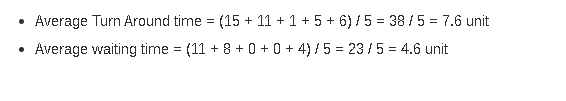 • Average Turn Around time = (15 + 11 + 1 + 5 + 6) / 5 = 38 / 5 = 7.6 unit
• Average waiting time = (11 + 8 + 0 + 0 + 4) / 5 = 23 / 5 = 4.6 unit